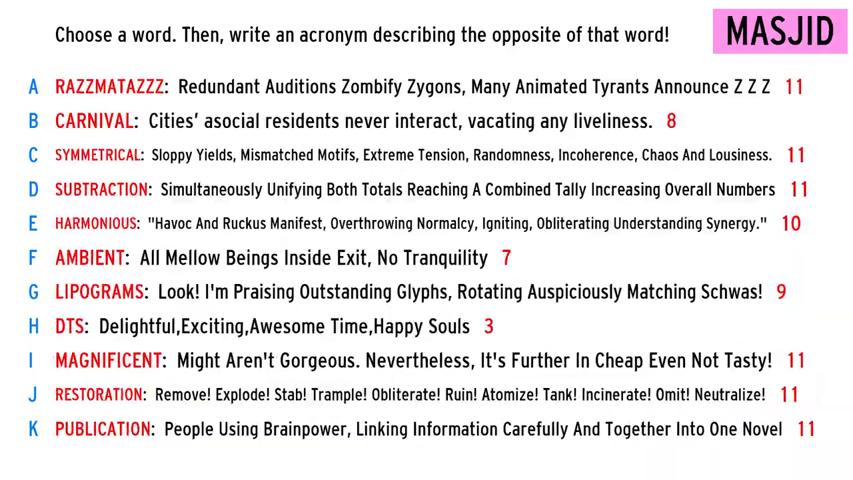 Choose a word. Then, write an acronym describing the opposite of that word!
MASJID
A RAZZMATAZZZ: Redundant Auditions Zombify Zygons, Many Animated Tyrants Announce Z Z Z 11
B CARNIVAL: Cities’ asocial residents never interact, vacating any liveliness. 8
C SYMMETRICAL: Sloppy Yields, Mismatched Motifs, Extreme Tension, Randomness, Incoherence, Chaos And Lousiness. 11
D SUBTRACTION: Simultaneously Unifying Both Totals Reaching A Combined Tally Increasing Overall Numbers 11
E HARMONIOUS: "Havoc And Ruckus Manifest, Overthrowing Normalcy, Igniting, Obliterating Understanding Synergy." 10
F AMBIENT: All Mellow Beings Inside Exit, No Tranquility 7
G LIPOGRAMS: Look! I'm Praising Outstanding Glyphs, Rotating Auspiciously Matching Schwas! 9
H DTS: Delightful,Exciting,Awesome Time,Happy Souls 3
I MAGNIFICENT: Might Aren't Gorgeous. Nevertheless, It's Further In Cheap Even Not Tasty! 11
J RESTORATION: Remove! Explode! Stab! Trample! Obliterate! Ruin! Atomize! Tank! Incinerate! Omit! Neutralize! 11
K PUBLICATION: People Using Brainpower, Linking Information Carefully And Together Into One Novel 11